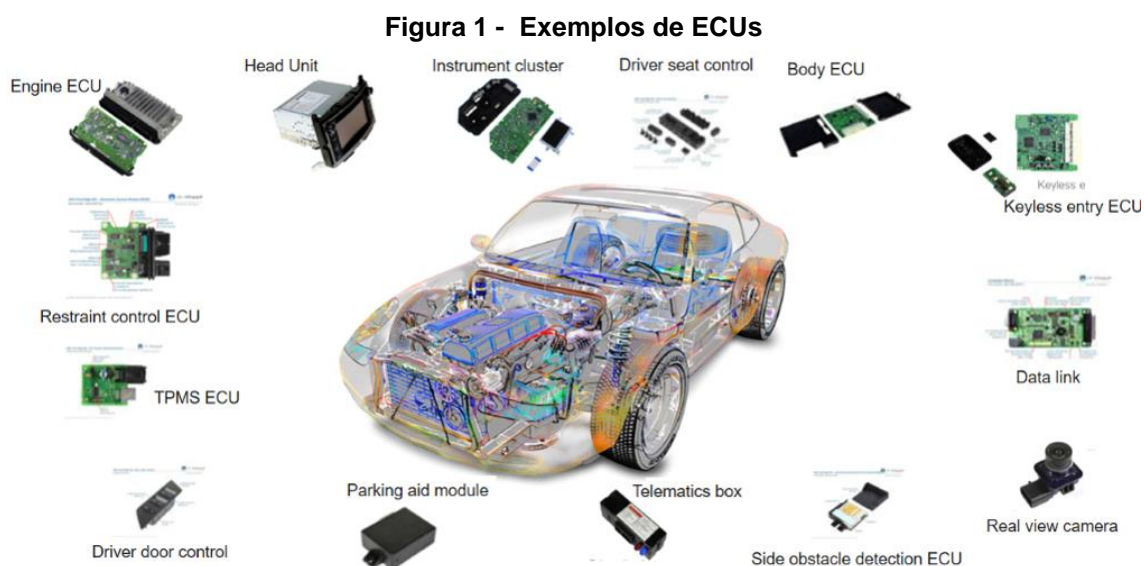 Figura 1 - Exemplos de ECUs
Engine ECU
Head Unit
Instrument cluster
Driver seat control
Body ECU
Keyless e
Keyless entry ECU
Restraint control ECU
Data link
TPMS ECU
Driver door control
Parking aid module
Telematics box
Side obstacle detection ECU
Real view camera